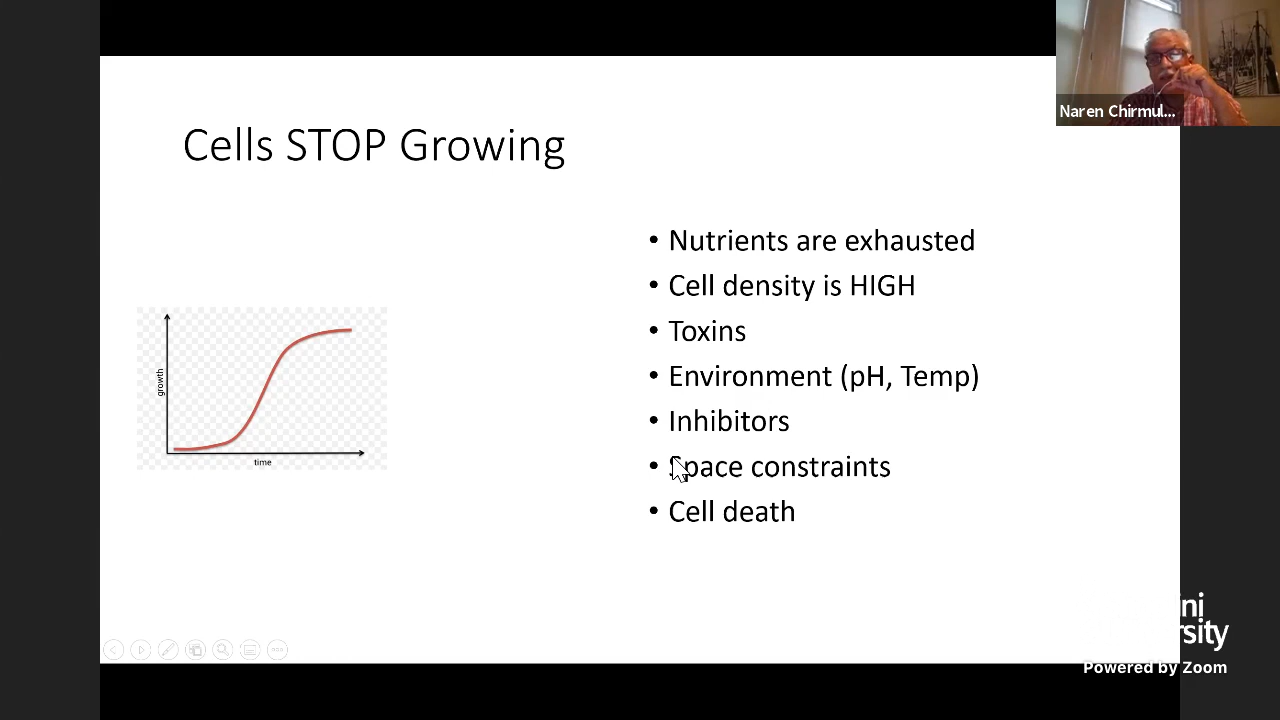 Naren Chirmul...
Cells STOP Growing
• Nutrients are exhausted
• Cell density is HIGH
• Toxins
• Environment (pH, Temp)
• Inhibitors
• Space constraints
• Cell death
growth
time
Powered by Zoom